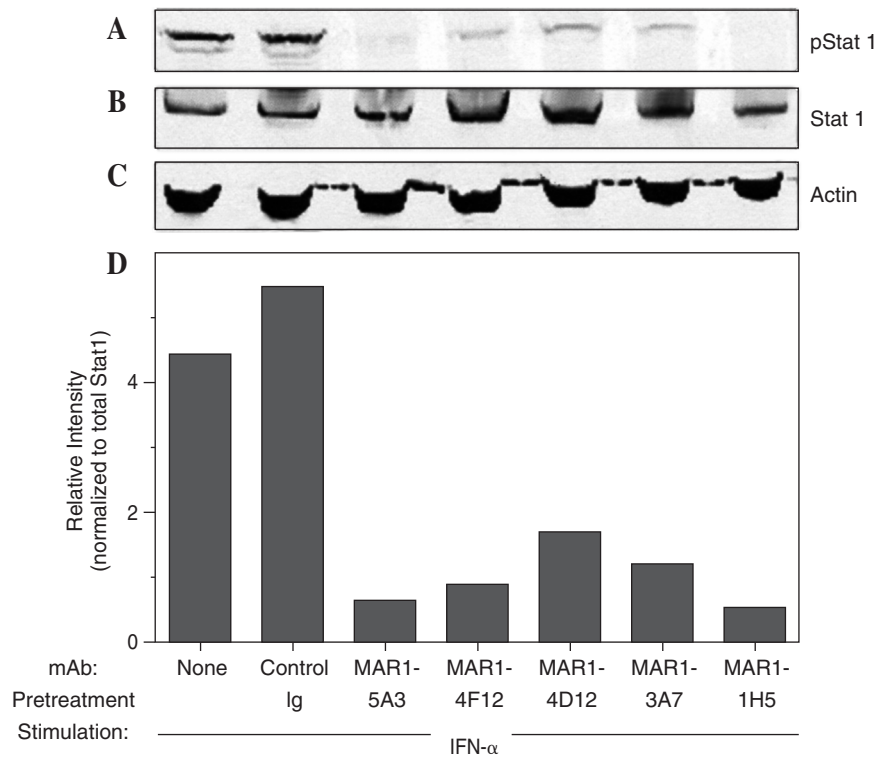 A
pStat 1
B
Stat 1
C
Actin
D
Relative Intensity
(normalized to total Stat1)
4
2
0
mAb: None Control MAR1- MAR1- MAR1- MAR1- MAR1-
Pretreatment Ig 5A3 4F12 4D12 3A7 1H5
Stimulation: IFN-α